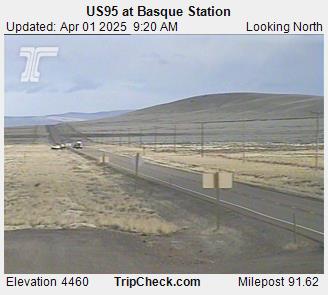 US95 at Basque Station
Updated: Apr 01 2025 9:20 AM Looking North
Elevation 4460 TripCheck.com Milepost 91.62